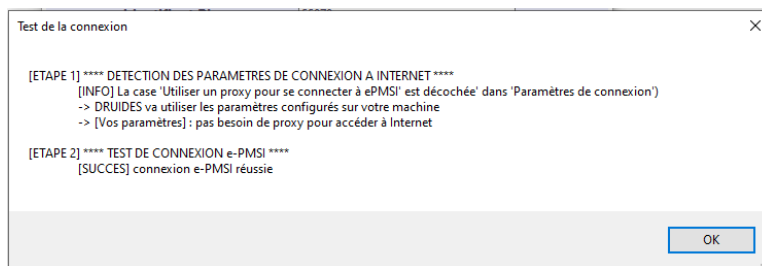 Test de la connexion
[ETAPE 1] **** DETECTION DES PARAMETRES DE CONNEXION A INTERNET ****
[INFO] La case 'Utiliser un proxy pour se connecter à ePMSI' est décochée' dans 'Paramètres de connexion')
-> DRUIDES va utiliser les paramètres configurés sur votre machine
-> [Vos paramètres] : pas besoin de proxy pour accéder à Internet
[ETAPE 2] **** TEST DE CONNEXION e-PMSI ****
[SUCCES] connexion e-PMSI réussie
OK